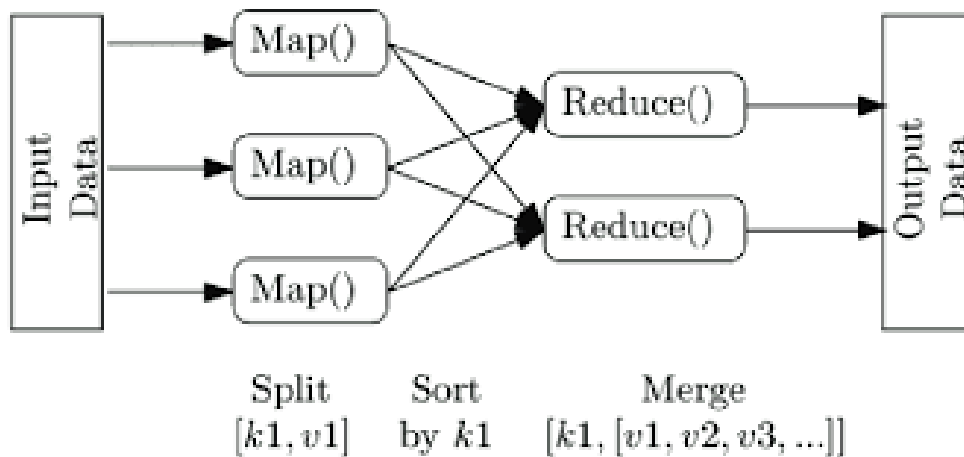 Input
Data
Map()
Map()
Map()
Reduce()
Reduce()
Output
Data
Split
[k1, v1]
Sort
by k1
Merge
[k1, [v1, v2, v3, ...]]